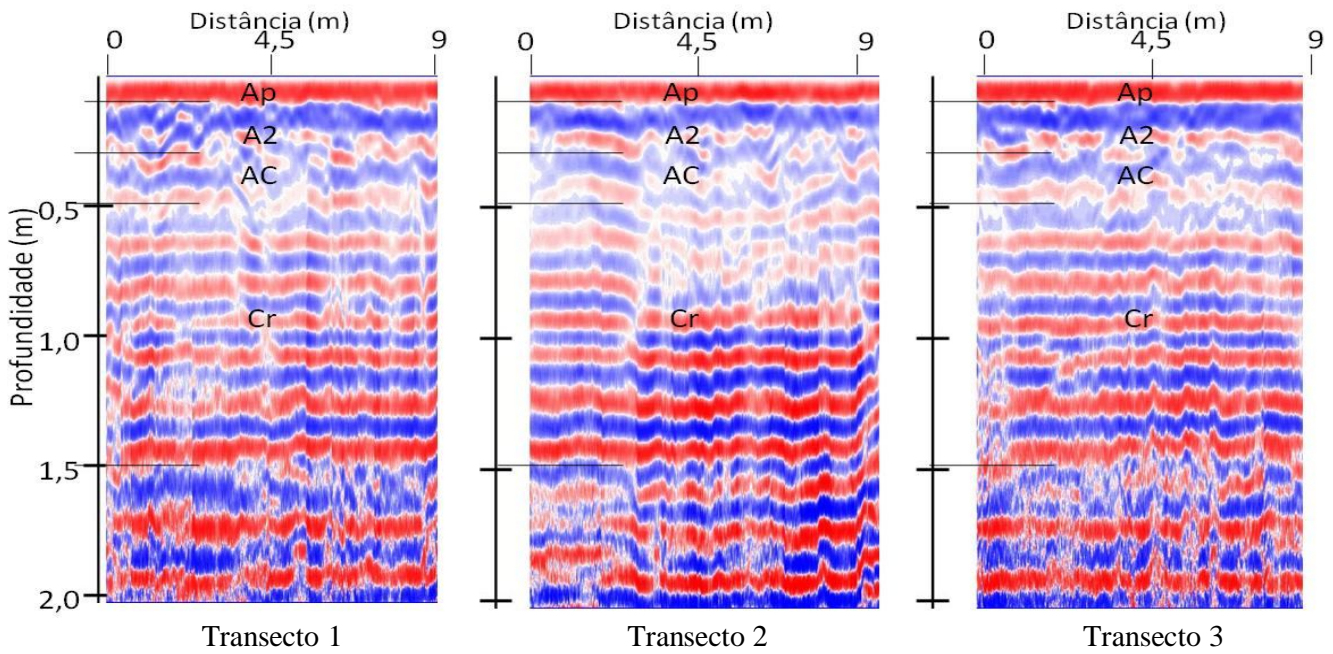 Distância (m)
0 4,5 9
Ap
A2
AC
Cr
Profundidade (m)
0,5
1,0
1,5
2,0
Transecto 1
Distância (m)
0 4,5 9
Ap
A2
AC
Cr
Transecto 2
Distância (m)
0 4,5 9
Ap
A2
AC
Cr
Transecto 3